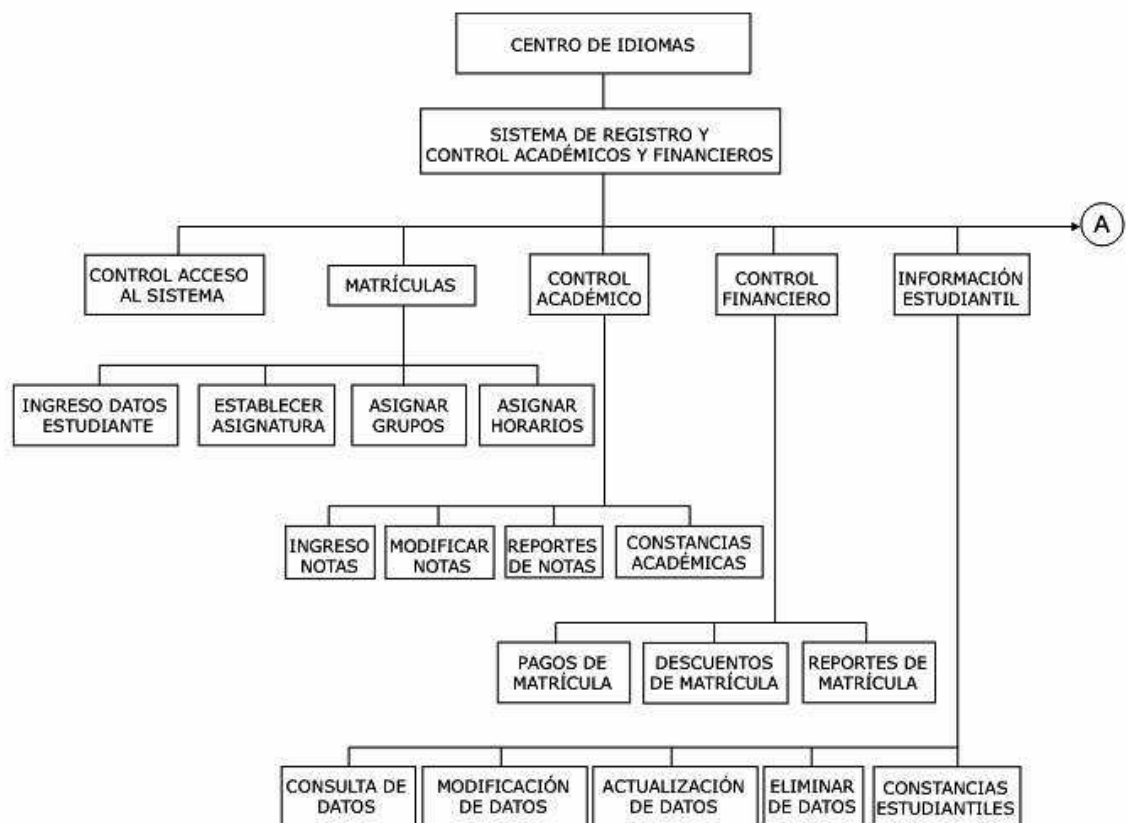 CENTRO DE IDIOMAS
SISTEMA DE REGISTRO Y
CONTROL ACADÉMICOS Y FINANCIEROS
A
CONTROL ACCESO
AL SISTEMA
MATRÍCULAS
CONTROL
ACADÉMICO
CONTROL
FINANCIERO
INFORMACIÓN
ESTUDIANTIL
INGRESO DATOS
ESTUDIANTE
ESTABLECER
ASIGNATURA
ASIGNAR
GRUPOS
ASIGNAR
HORARIOS
INGRESO
NOTAS
MODIFICAR
NOTAS
REPORTES
DE NOTAS
CONSTANCIAS
ACADÉMICAS
PAGOS DE
MATRÍCULA
DESCUENTOS
DE MATRÍCULA
REPORTES DE
MATRÍCULA
CONSULTA DE
DATOS
MODIFICACIÓN
DE DATOS
ACTUALIZACIÓN
DE DATOS
ELIMINAR
DE DATOS
CONSTANCIAS
ESTUDIANTILES